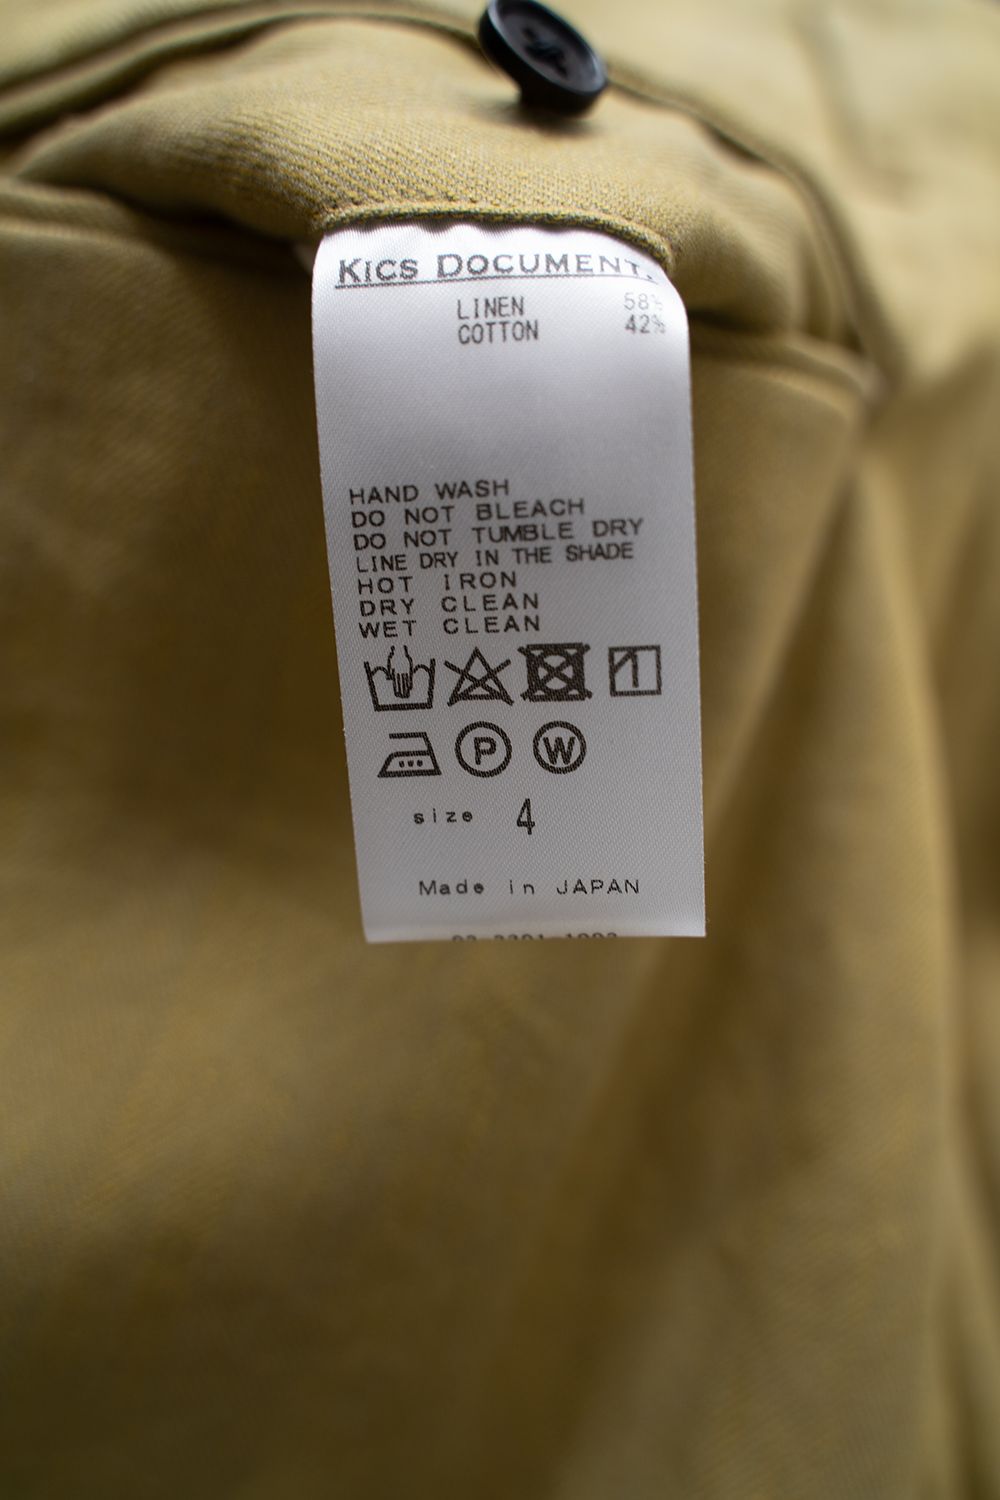 KICS DOCUMENT.
LINEN 58%
COTTON 42%
HAND WASH
DO NOT BLEACH
DO NOT TUMBLE DRY
LINE DRY IN THE SHADE
HOT IRON
DRY CLEAN
WET CLEAN
P W
size 4
Made in JAPAN